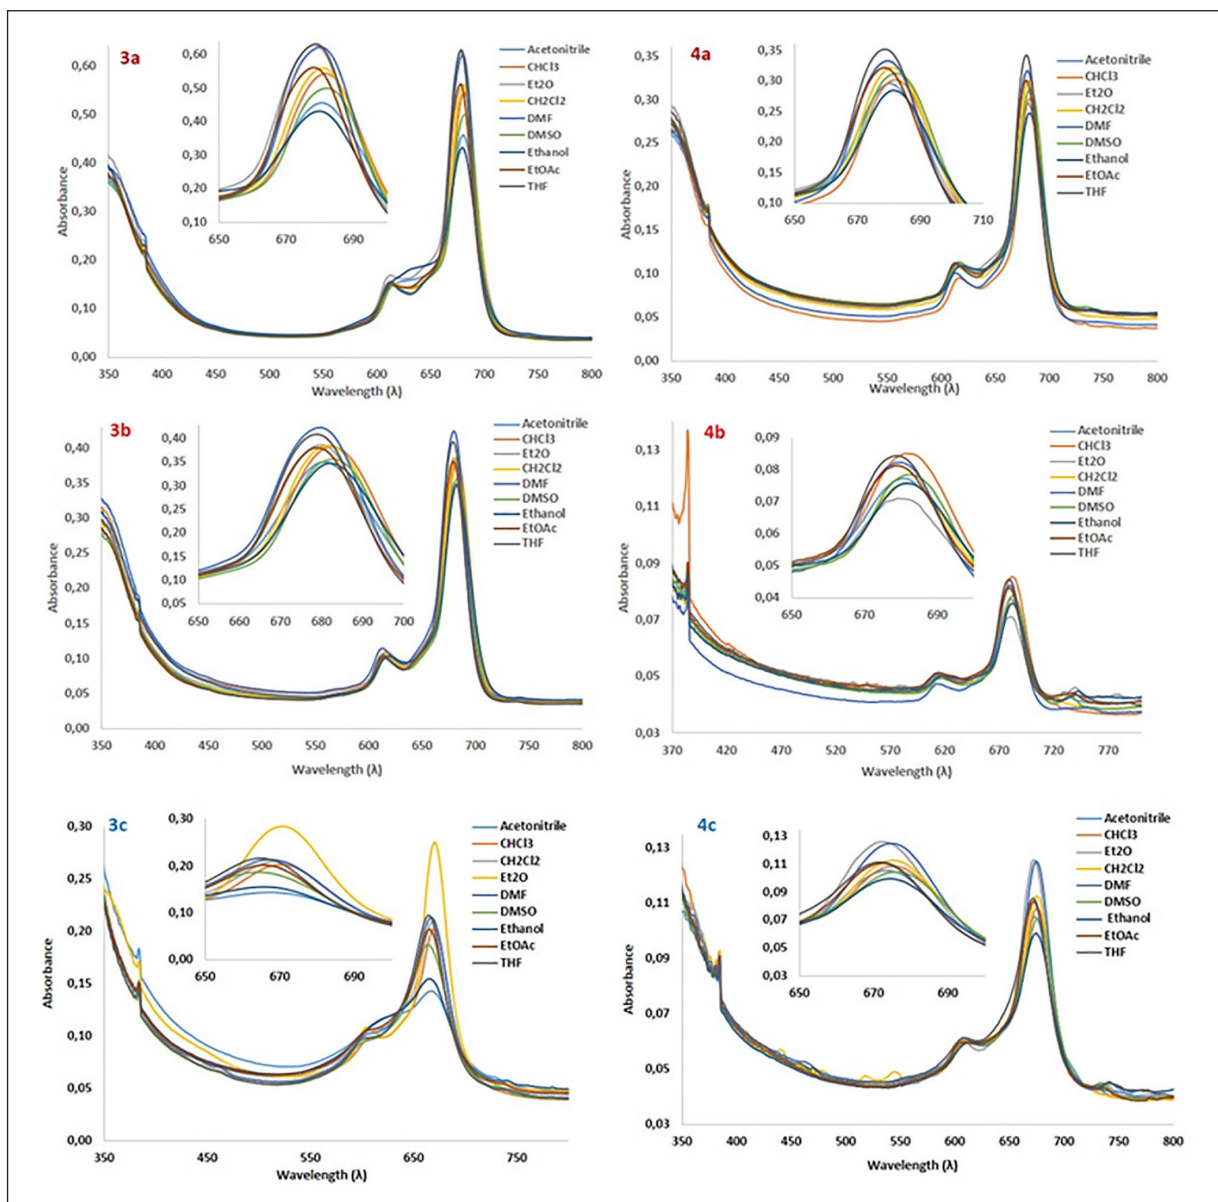 3a
0,60
0,50
0,40
0,30
0,20
0,10
0,00
Absorbance
350 400 450 500 550 600 650 700 750 800
Wavelength (λ)
0,60
0,50
0,40
0,30
0,20
0,10
650 670 690
Acetonitrile
CHCl3
Et2O
CH2Cl2
DMF
DMSO
Ethanol
EtOAc
THF
4a
0,35
0,30
0,25
0,20
0,15
0,10
0,05
0,00
Absorbance
350 400 450 500 550 600 650 700 750 800
Wavelength (λ)
0,35
0,30
0,25
0,20
0,15
0,10
650 670 690 710
Acetonitrile
CHCl3
Et2O
CH2Cl2
DMF
DMSO
Ethanol
EtOAc
THF
3b
0,40
0,35
0,30
0,25
0,20
0,15
0,10
0,05
0,00
Absorbance
350 400 450 500 550 600 650 700 750 800
Wavelength (λ)
0,40
0,35
0,30
0,25
0,20
0,15
0,10
0,05
650 660 670 680 690 700
Acetonitrile
CHCl3
Et2O
CH2Cl2
DMF
DMSO
Ethanol
EtOAc
THF
4b
0,13
0,11
0,09
0,07
0,05
0,03
Absorbance
370 420 470 520 570 620 670 720 770
Wavelength (λ)
0,09
0,08
0,07
0,06
0,05
0,04
650 670 690
Acetonitrile
CHCl3
Et2O
CH2Cl2
DMF
DMSO
Ethanol
EtOAc
THF
3c
0,30
0,25
0,20
0,15
0,10
0,05
0,00
Absorbance
350 450 550 650 750
Wavelength (λ)
0,30
0,20
0,10
0,00
650 670 690
Acetonitrile
CHCl3
CH2Cl2
Et2O
DMF
DMSO
Ethanol
EtOAc
THF
4c
0,13
0,11
0,09
0,07
0,05
0,03
Absorbance
350 400 450 500 550 600 650 700 750 800
Wavelength (λ)
0,13
0,11
0,09
0,07
0,05
0,03
650 670 690
Acetonitrile
CHCl3
Et2O
CH2Cl2
DMF
DMSO
Ethanol
EtOAc
THF